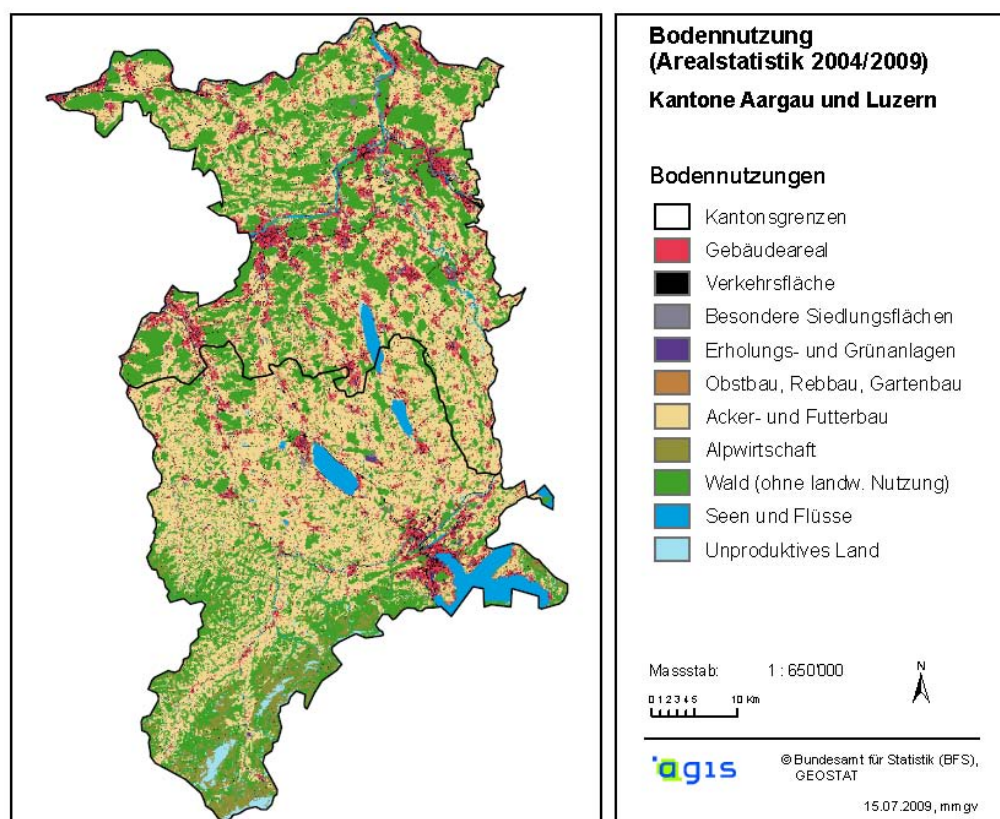 Bodennutzung
(Arealstatistik 2004/2009)
Kantone Aargau und Luzern
Bodennutzungen
Kantonsgrenzen
Gebäudeareal
Verkehrsfläche
Besondere Siedlungsflächen
Erholungs- und Grünanlagen
Obstbau, Rebbau, Gartenbau
Acker- und Futterbau
Alpwirtschaft
Wald (ohne landw. Nutzung)
Seen und Flüsse
Unproduktives Land
Massstab: 1 : 650'000
N
0 1 2 3 4 5 10 Km
agis
© Bundesamt für Statistik (BFS),
GEOSTAT
15.07.2009, mmgv